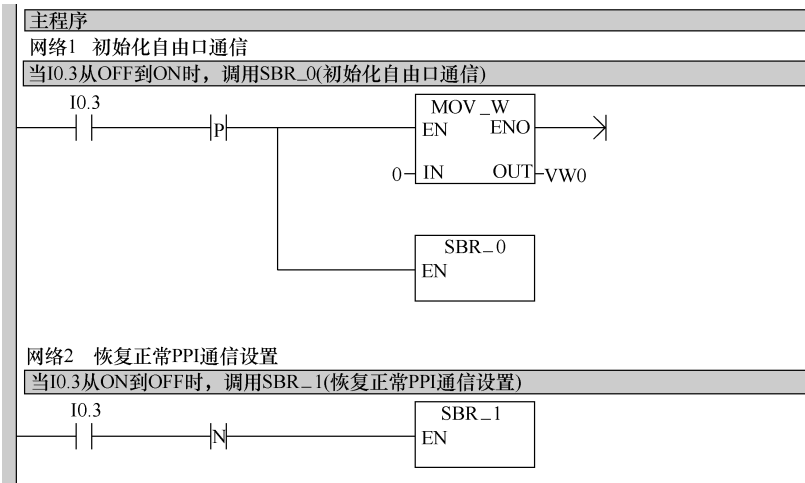 主程序
网络1 初始化自由口通信
当I0.3从OFF到ON时，调用SBR_0(初始化自由口通信)
I0.3
P
MOV_W
EN ENO
0 IN OUT VW0
SBR_0
EN
网络2 恢复正常PPI通信设置
当I0.3从ON到OFF时，调用SBR_1(恢复正常PPI通信设置)
I0.3
N
SBR_1
EN